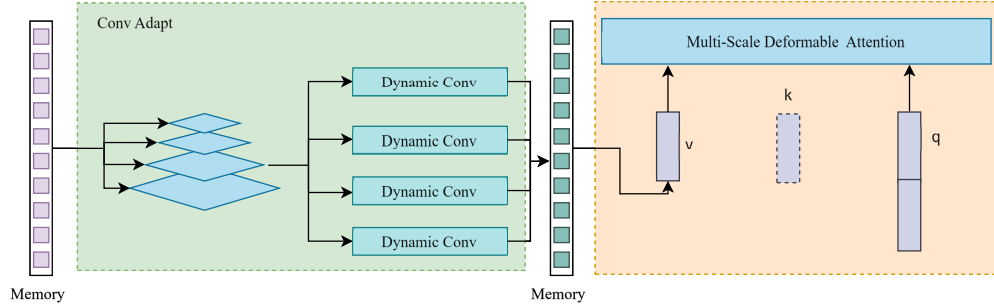 Conv Adapt
Multi-Scale Deformable Attention
Dynamic Conv
k
Dynamic Conv
v
q
Dynamic Conv
Dynamic Conv
Memory
Memory